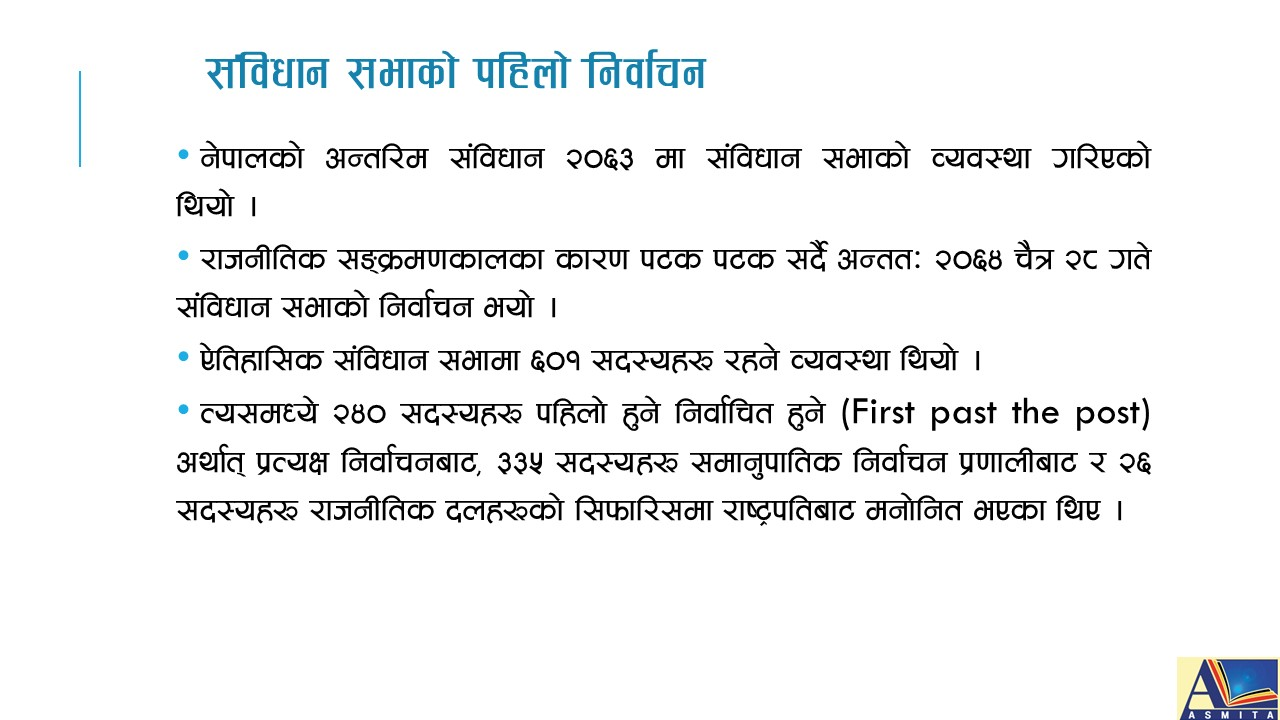 संविधान सभाको पहिलो निर्वाचन
• नेपालको अन्तरिम संविधान २०६३ मा संविधान सभाको व्यवस्था गरिएको
थियो ।
• राजनीतिक सङ्क्रमणकालका कारण पटक पटक सर्दै अन्ततः २०६४ चैत्र २८ गते
संविधान सभाको निर्वाचन भयो ।
• ऐतिहासिक संविधान सभामा ६०१ सदस्यहरू रहने व्यवस्था थियो ।
• त्यसमध्ये २४० सदस्यहरू पहिलो हुने निर्वाचित हुने (First past the post)
अर्थात् प्रत्यक्ष निर्वाचनबाट, ३३५ सदस्यहरू समानुपातिक निर्वाचन प्रणालीबाट र २६
सदस्यहरू राजनीतिक दलहरुको सिफारिसमा राष्ट्रपतिबाट मनोनित भएका थिए ।
ASMITA